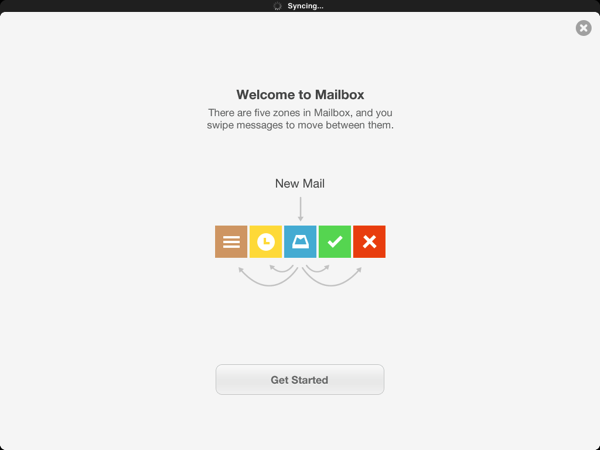 Syncing...
Welcome to Mailbox
There are five zones in Mailbox, and you
swipe messages to move between them.
New Mail
Get Started